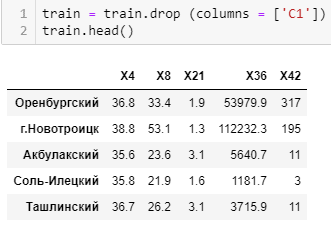 1 train = train.drop (columns = ['C1'])
2 train.head()
X4 X8 X21 X36 X42
Оренбургский 36.8 33.4 1.9 53979.9 317
г.Новотроицк 38.8 53.1 1.3 112232.3 195
Акбулакский 35.6 23.6 3.1 5640.7 11
Соль-Илецкий 35.8 21.9 1.6 1181.7 3
Ташлинский 36.7 26.2 3.1 3715.9 11